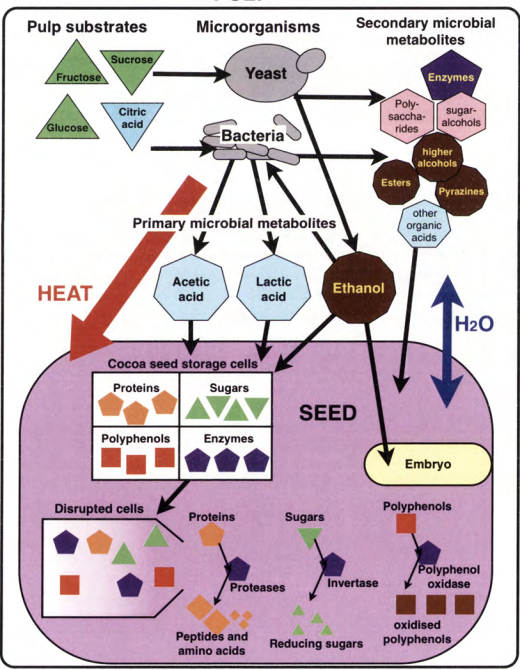 Pulp substrates
Microorganisms
Secondary microbial
metabolites
Fructose
Sucrose
Glucose
Citric
acid
Yeast
Bacteria
Enzymes
Poly-
saccha-
rides
sugar-
alcohols
higher
alcohols
Esters
Pyrazines
other
organic
acids
Primary microbial metabolites
HEAT
Acetic
acid
Lactic
acid
Ethanol
H2O
Cocoa seed storage cells
Proteins
Sugars
Polyphenols
Enzymes
SEED
Embryo
Disrupted cells
Proteins
Proteases
Peptides and
amino acids
Sugars
Invertase
Reducing sugars
Polyphenols
Polyphenol
oxidase
oxidised
polyphenols